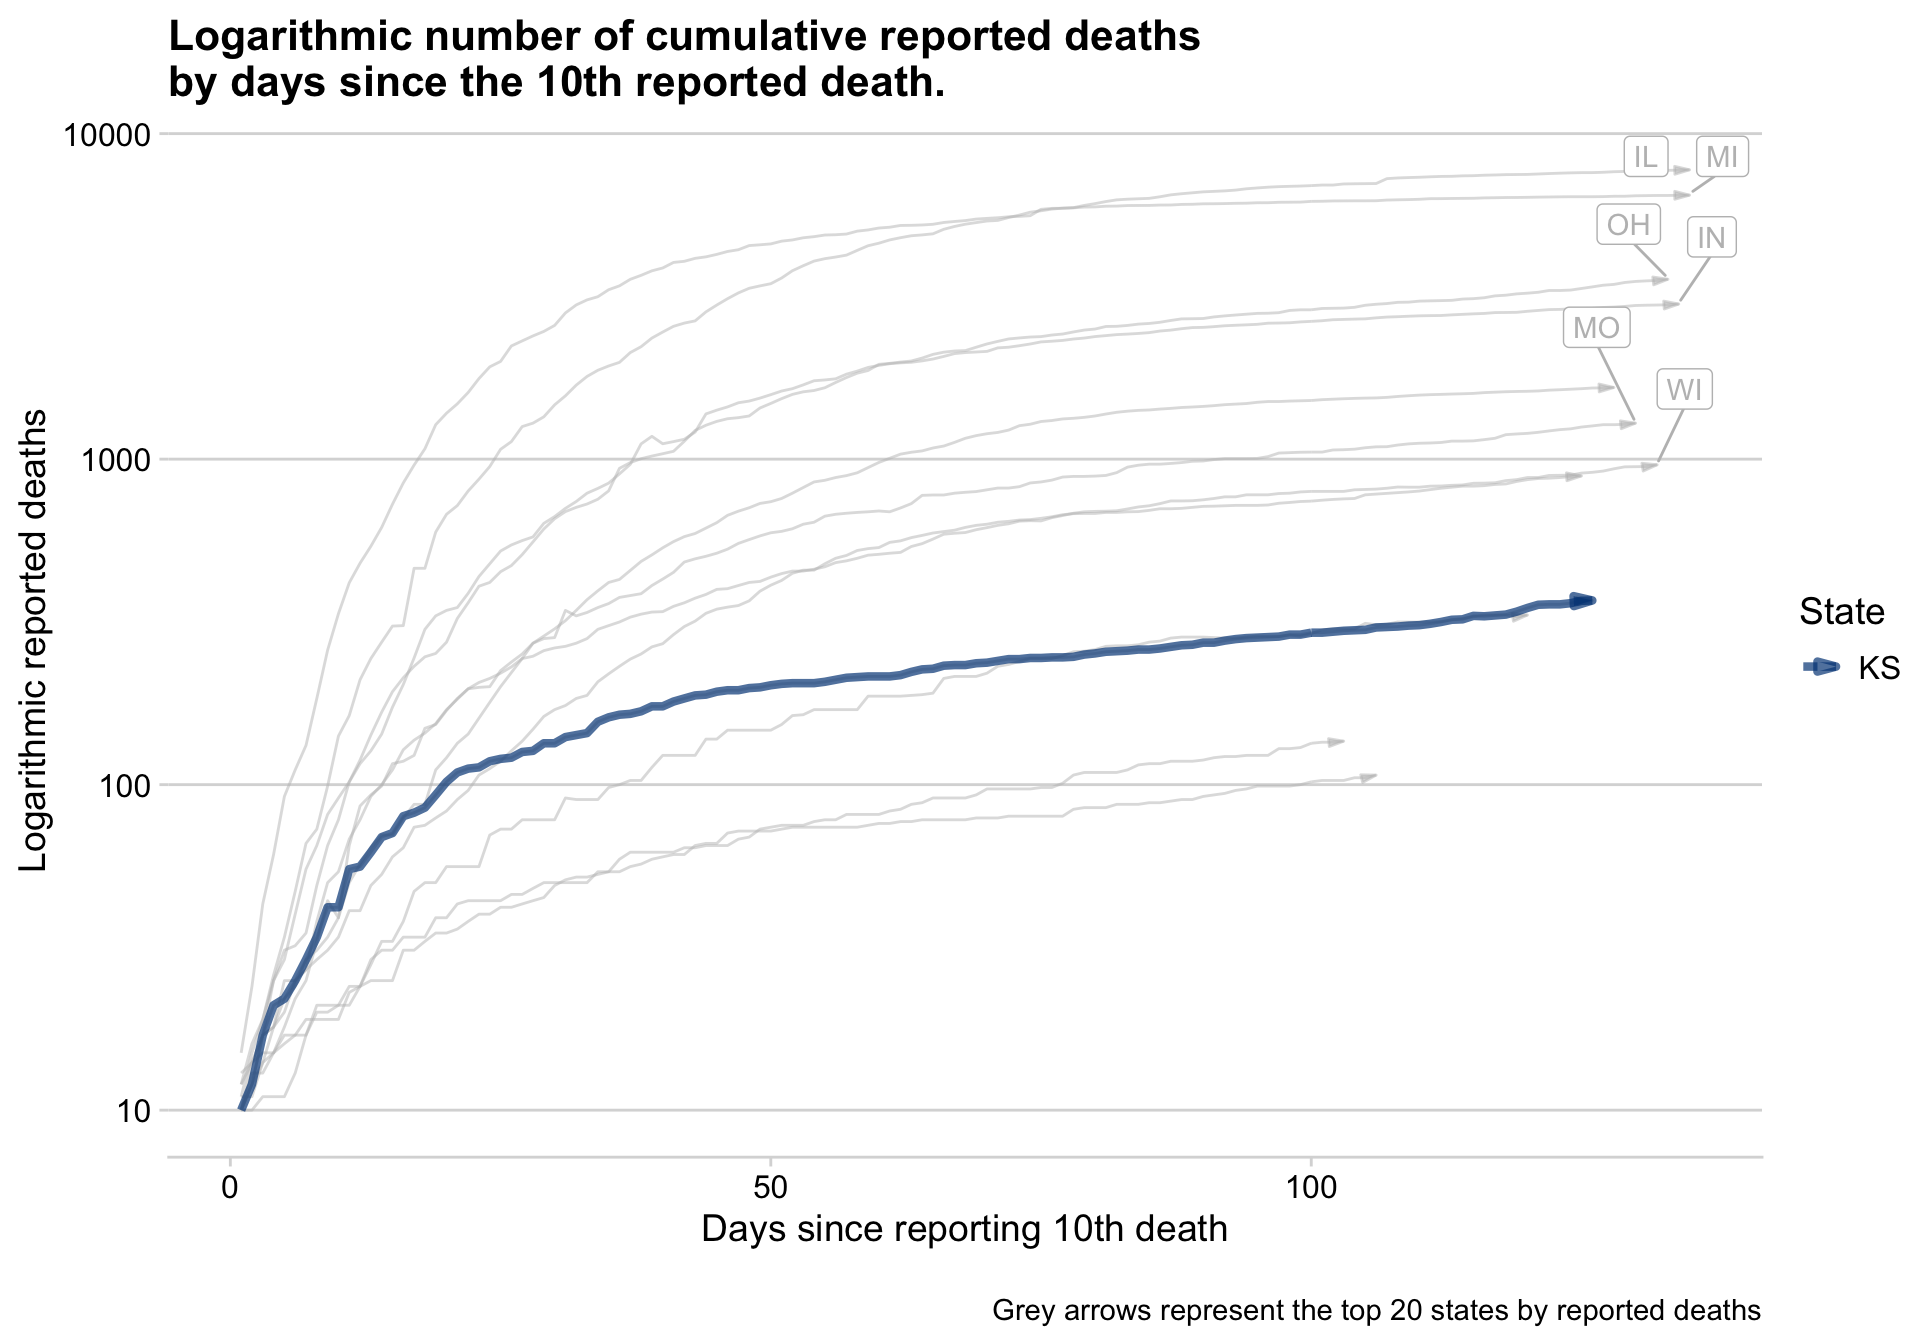 Logarithmic number of cumulative reported deaths
by days since the 10th reported death.
10000
1000
100
10
Logarithmic reported deaths
IL
MI
OH
IN
MO
WI
State
KS
0
50
100
Days since reporting 10th death
Grey arrows represent the top 20 states by reported deaths